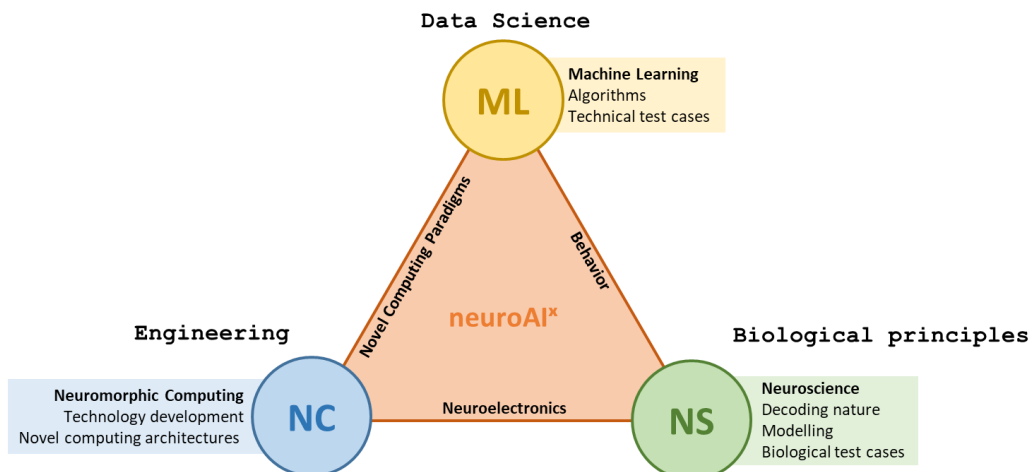 Data Science
ML
Machine Learning
Algorithms
Technical test cases
Novel Computing Paradigms
Behavior
neuroAIˣ
Engineering
Biological principles
Neuromorphic Computing
Technology development
Novel computing architectures
NC
Neuroelectronics
NS
Neuroscience
Decoding nature
Modelling
Biological test cases